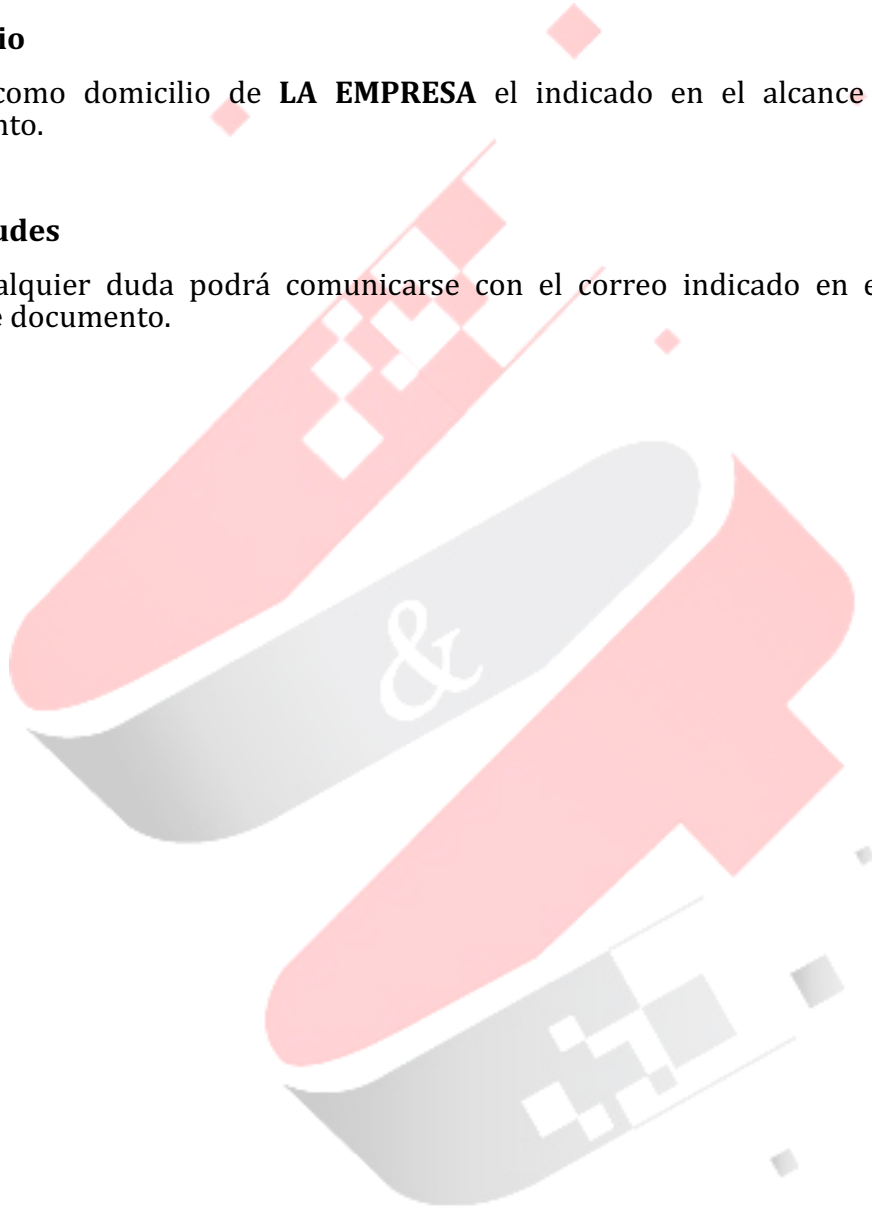 io
como domicilio de LA EMPRESA el indicado en el alcance
nto.
udes
alquier duda podrá comunicarse con el correo indicado en e
e documento.
&